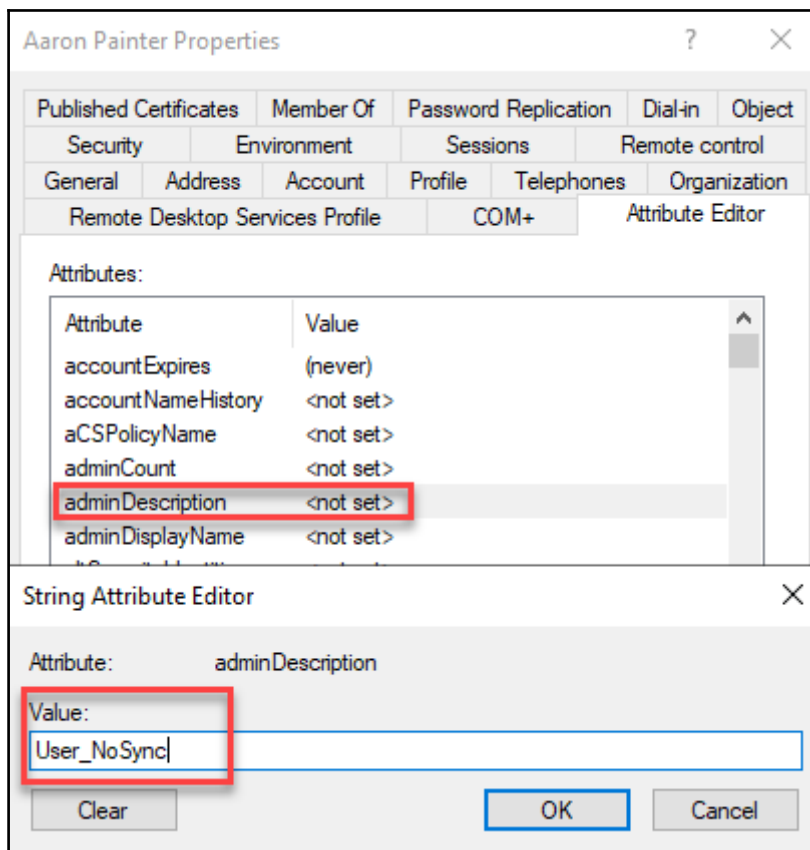 Aaron Painter Properties
Published Certificates Member Of Password Replication Dial-in Object
Security Environment Sessions Remote control
General Address Account Profile Telephones Organization
Remote Desktop Services Profile COM+ Attribute Editor
Attributes:
Attribute Value
accountExpires (never)
accountNameHistory <not set>
aCSPolicyName <not set>
adminCount <not set>
adminDescription <not set>
adminDisplayName <not set>
String Attribute Editor
Attribute: adminDescription
Value:
User_NoSync
Clear OK Cancel